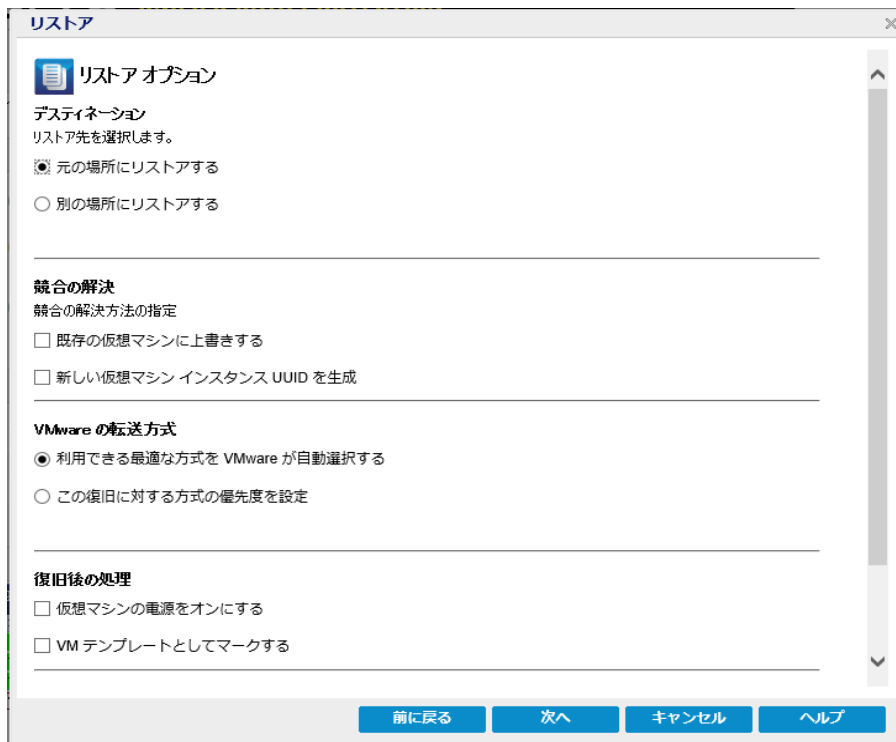 リストア
リストア オプション
デスティネーション
リストア先を選択します。
元の場所にリストアする
別の場所にリストアする
競合の解決
競合の解決方法の指定
既存の仮想マシンに上書きする
新しい仮想マシン インスタンス UUID を生成
VMware の転送方式
利用できる最適な方式を VMware が自動選択する
この復旧に対する方式の優先度を設定
復旧後の処理
仮想マシンの電源をオンにする
VM テンプレートとしてマークする
前に戻る 次へ キャンセル ヘルプ